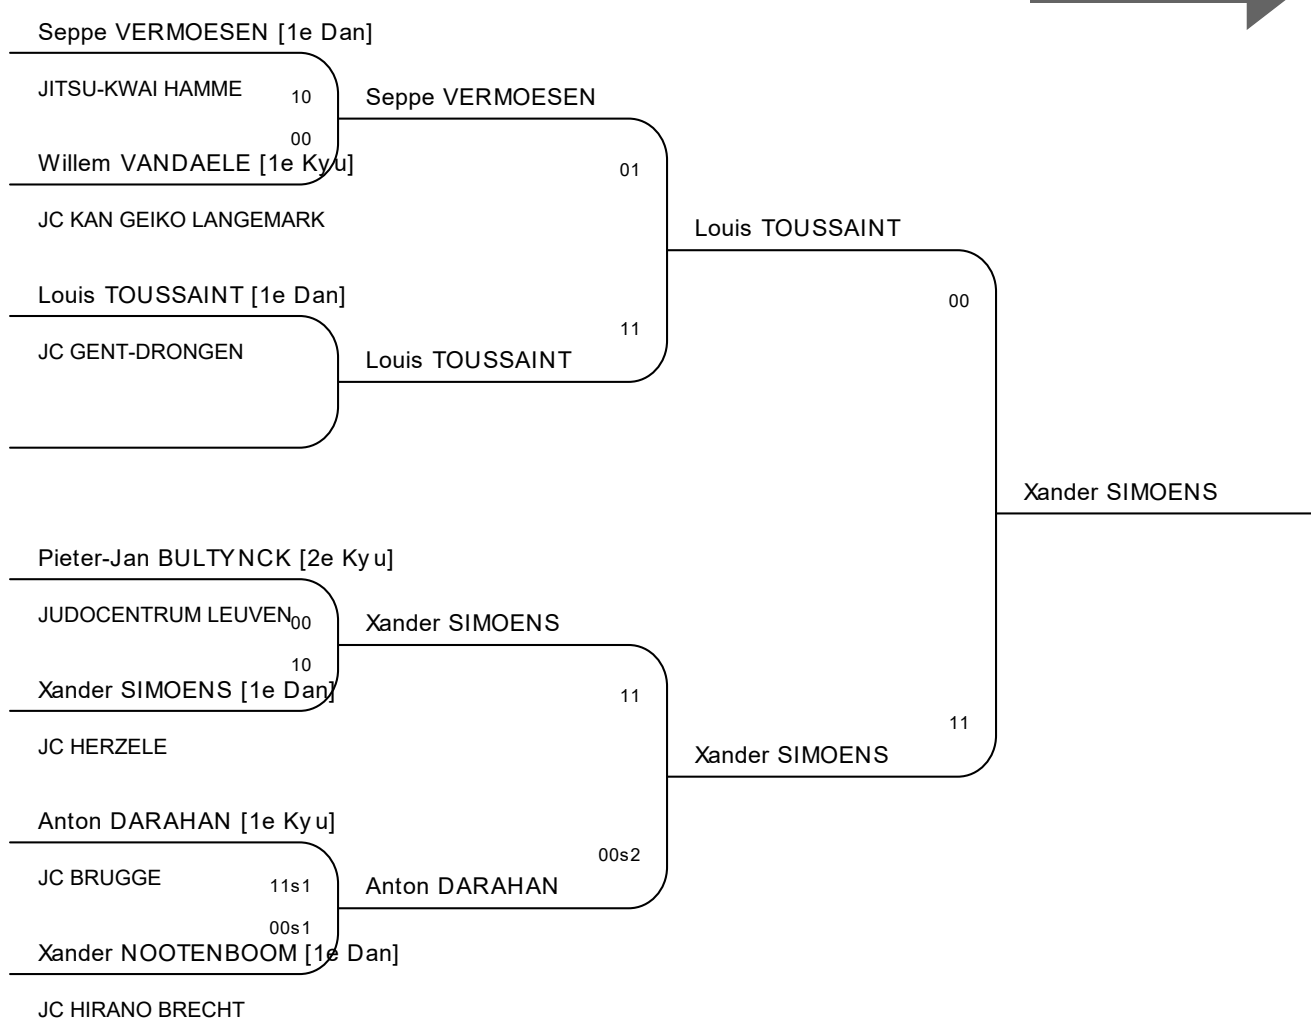 Seppe VERMOESEN [1e Dan]
JITSU-KWAI HAMME
10
Seppe VERMOESEN
00
Willem VANDAELE [1e Kyu]
01
JC KAN GEIKO LANGEMARK
Louis TOUSSAINT
Louis TOUSSAINT [1e Dan]
00
11
JC GENT-DRONGEN
Louis TOUSSAINT
Xander SIMOENS
Pieter-Jan BULTYNCK [2e Kyu]
JUDOCENTRUM LEUVEN
00
Xander SIMOENS
10
Xander SIMOENS [1e Dan]
11
11
JC HERZELE
Xander SIMOENS
Anton DARAHAN [1e Kyu]
00s2
JC BRUGGE
11s1
Anton DARAHAN
00s1
Xander NOOTENBOOM [1e Dan]
JC HIRANO BRECHT